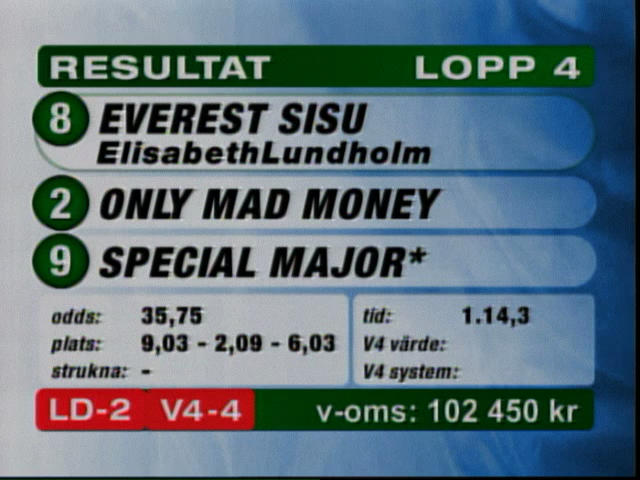 RESULTAT LOPP 4
8 EVEREST SISU
ElisabethLundholm
2 ONLY MAD MONEY
9 SPECIAL MAJOR*
odds: 35,75 tid: 1.14,3
plats: 9,03 - 2,09 - 6,03 V4 värde:
strukna: - V4 system:
LD-2 V4-4 v-oms: 102 450 kr